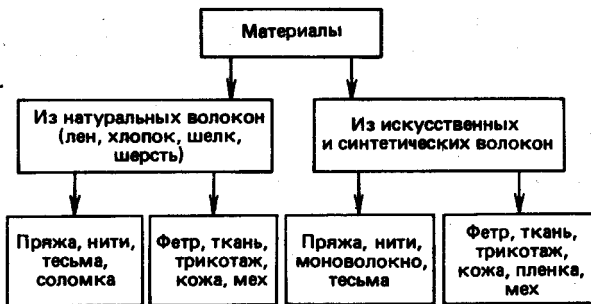 Материалы
Из натуральных волокон
(лен, хлопок, шелк,
шерсть)
Из искусственных
и синтетических волокон
Пряжа, нити,
тесьма,
соломка
Фетр, ткань,
трикотаж,
кожа, мех
Пряжа, нити,
моноволокно,
тесьма
Фетр, ткань,
трикотаж,
кожа, пленка,
мех